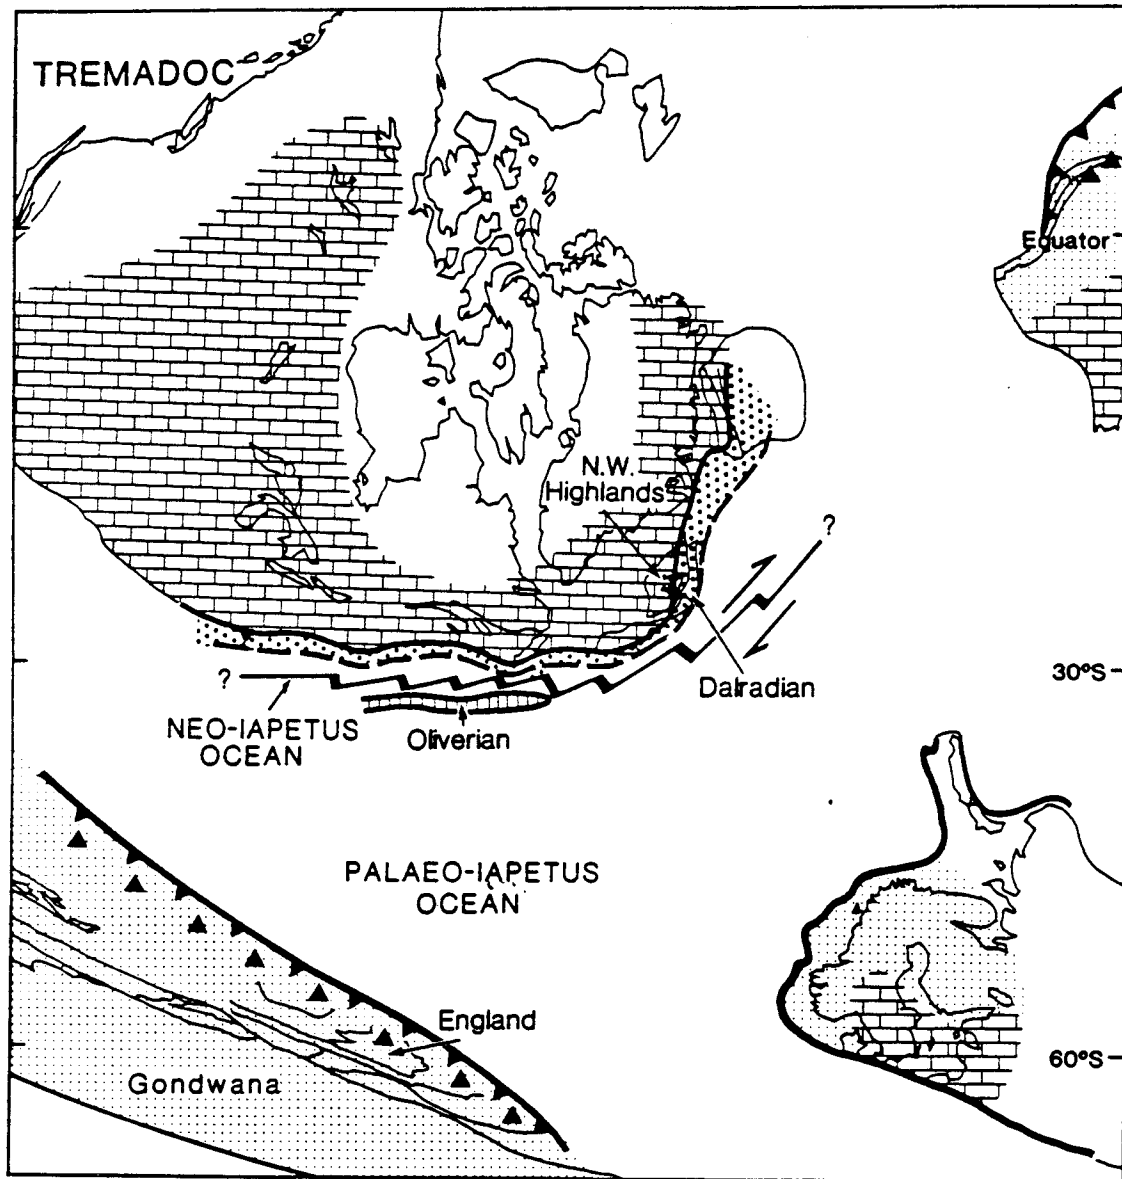 TREMADOC
Equator
N.W.
Highlands
?
30°S
Dalradian
?
NEO-IAPETUS
OCEAN
Oliverian
PALAEO-IAPETUS
OCEAN
England
60°S
Gondwana